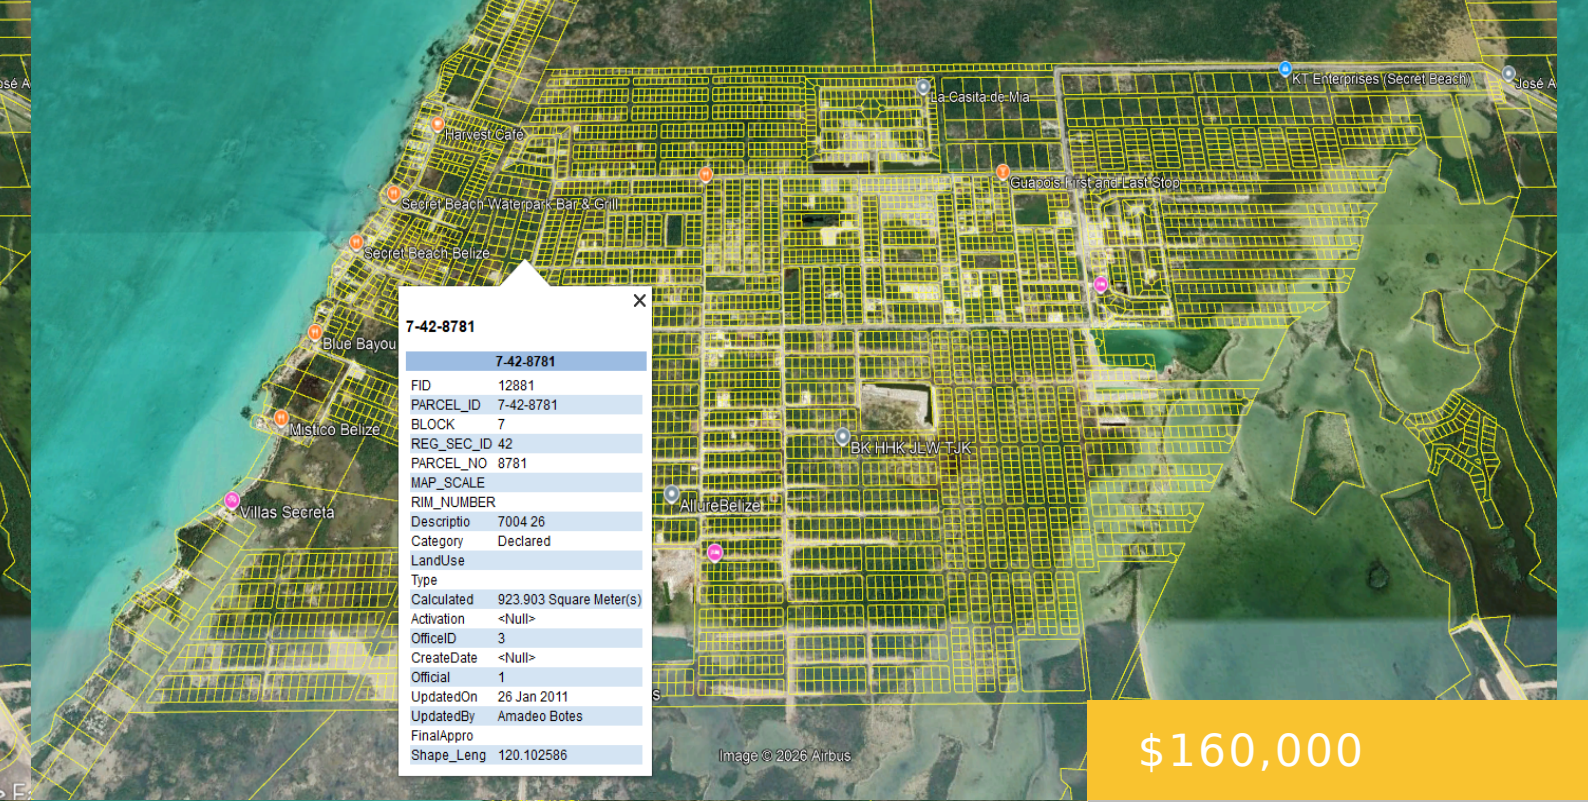 osé A
KT Enterprises (Secret Beach)
José A
La Casita de Mia
Harvest Café
Guapo's First and Last Stop
Secret Beach Waterpark Bar & Grill
Secret Beach Belize
Blue Bayou
Mistico Belize
Villas Secreta
BK HHK JLW TJK
AllureBelize
7-42-8781
7-42-8781
FID 12881
PARCEL_ID 7-42-8781
BLOCK 7
REG_SEC_ID 42
PARCEL_NO 8781
MAP_SCALE
RIM_NUMBER
Descriptio 7004 26
Category Declared
LandUse
Type
Calculated 923.903 Square Meter(s)
Activation <Null>
OfficeID 3
CreateDate <Null>
Official 1
UpdatedOn 26 Jan 2011
UpdatedBy Amadeo Botes
FinalAppro
Shape_Leng 120.102586
s
Image © 2026 Airbus
$160,000